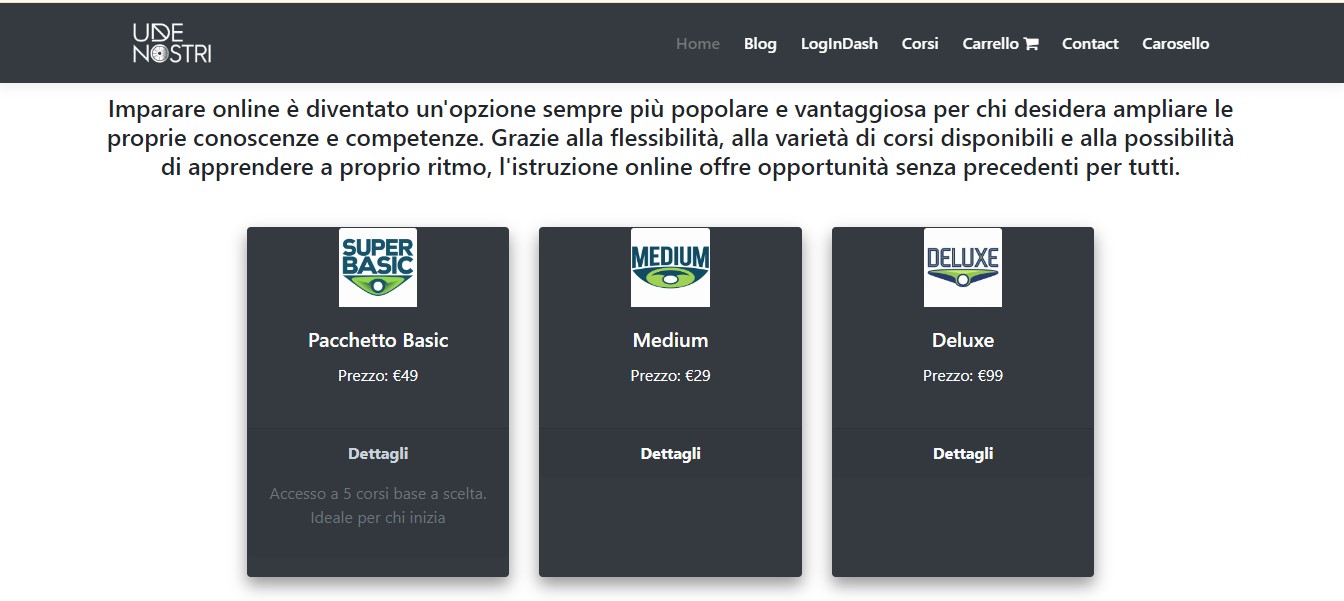 UDE
NOSTRI
Home Blog LogInDash Corsi Carrello Contact Carosello
Imparare online è diventato un'opzione sempre più popolare e vantaggiosa per chi desidera ampliare le
proprie conoscenze e competenze. Grazie alla flessibilità, alla varietà di corsi disponibili e alla possibilità
di apprendere a proprio ritmo, l'istruzione online offre opportunità senza precedenti per tutti.
SUPER
BASIC
Pacchetto Basic
Prezzo: €49
Dettagli
Accesso a 5 corsi base a scelta.
Ideale per chi inizia
MEDIUM
Medium
Prezzo: €29
Dettagli
DELUXE
Deluxe
Prezzo: €99
Dettagli